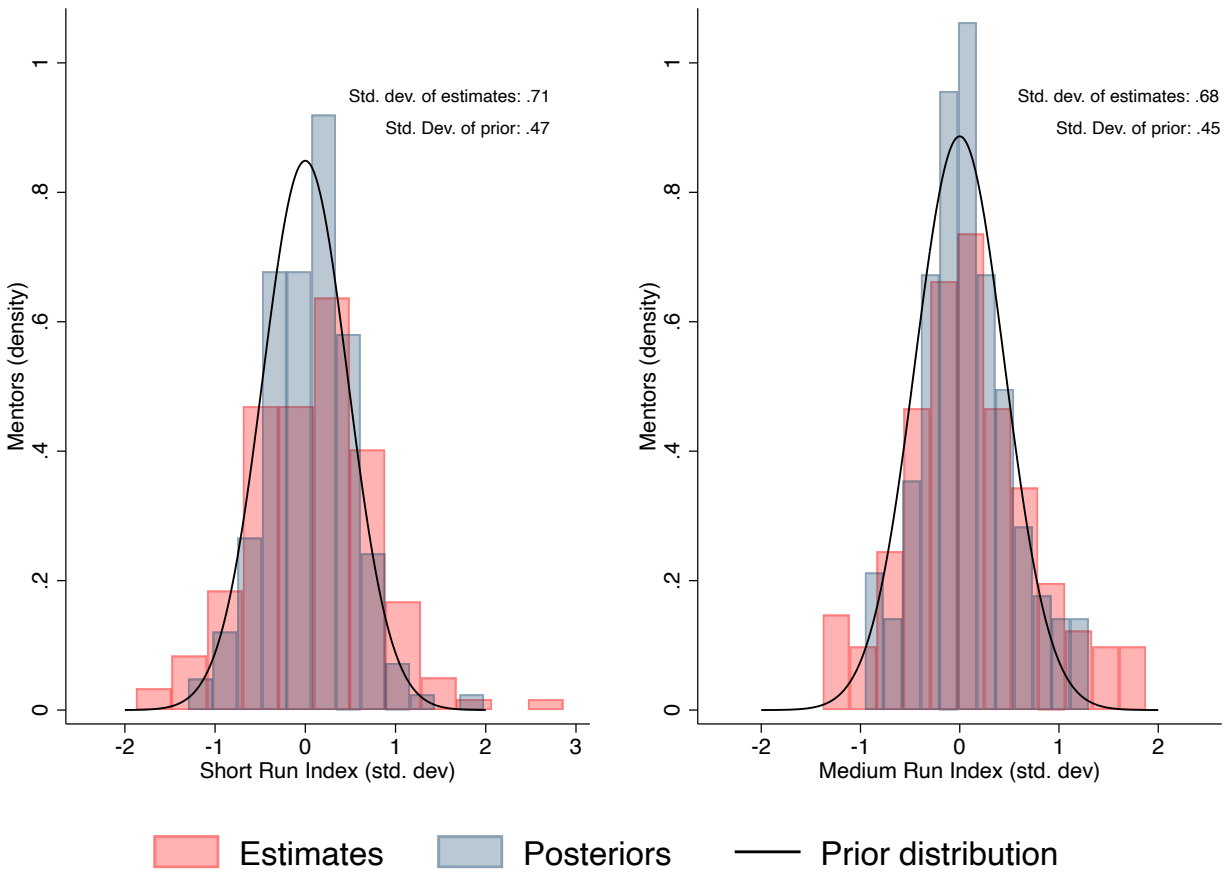 Std. dev. of estimates: .71
Std. Dev. of prior: .47
Mentors (density)
1
.8
.6
.4
.2
0
-2 -1 0 1 2 3
Short Run Index (std. dev)
Std. dev. of estimates: .68
Std. Dev. of prior: .45
Mentors (density)
1
.8
.6
.4
.2
0
-2 -1 0 1 2
Medium Run Index (std. dev)
Estimates Posteriors Prior distribution